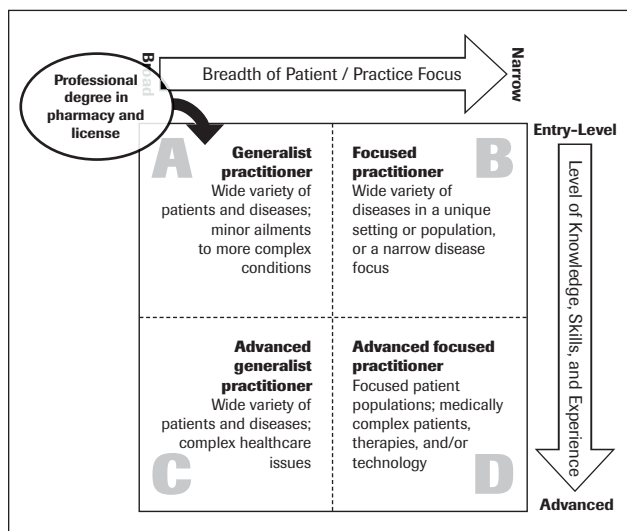 Broad
Breadth of Patient / Practice Focus
Narrow
Professional
degree in
pharmacy and
license
Entry-Level
Level of Knowledge, Skills, and Experience
Advanced
A
Generalist
practitioner
Wide variety of
patients and diseases;
minor ailments
to more complex
conditions
B
Focused
practitioner
Wide variety of
diseases in a unique
setting or population,
or a narrow disease
focus
C
Advanced
generalist
practitioner
Wide variety of
patients and diseases;
complex healthcare
issues
D
Advanced focused
practitioner
Focused patient
populations; medically
complex patients,
therapies, and/or
technology